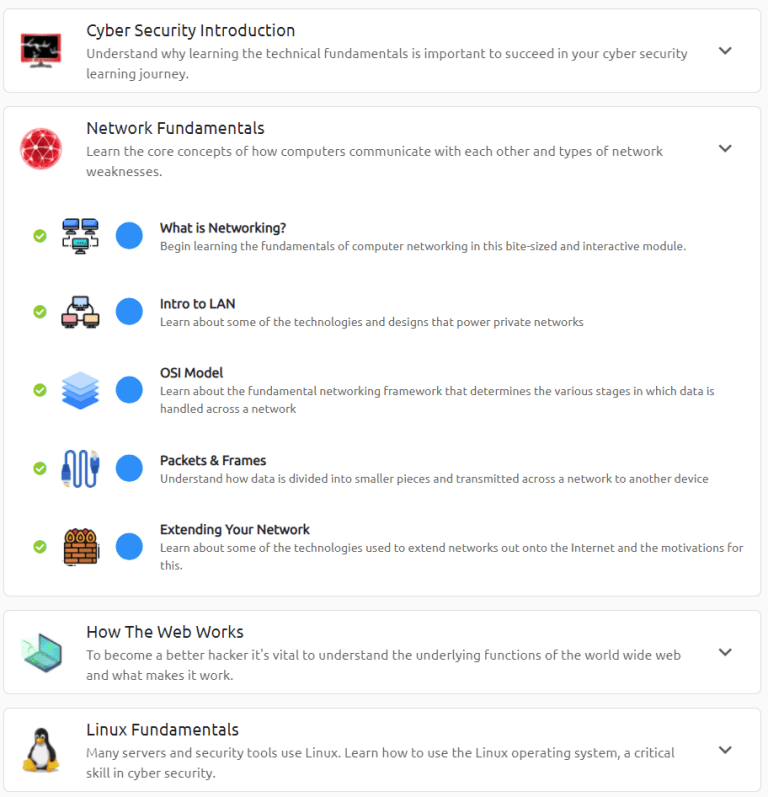 Cyber Security Introduction
Understand why learning the technical fundamentals is important to succeed in your cyber security
learning journey.
Network Fundamentals
Learn the core concepts of how computers communicate with each other and types of network
weaknesses.
What is Networking?
Begin learning the fundamentals of computer networking in this bite-sized and interactive module.
Intro to LAN
Learn about some of the technologies and designs that power private networks
OSI Model
Learn about the fundamental networking framework that determines the various stages in which data is
handled across a network
Packets & Frames
Understand how data is divided into smaller pieces and transmitted across a network to another device
Extending Your Network
Learn about some of the technologies used to extend networks out onto the Internet and the motivations for
this.
How The Web Works
To become a better hacker it's vital to understand the underlying functions of the world wide web
and what makes it work.
Linux Fundamentals
Many servers and security tools use Linux. Learn how to use the Linux operating system, a critical
skill in cyber security.